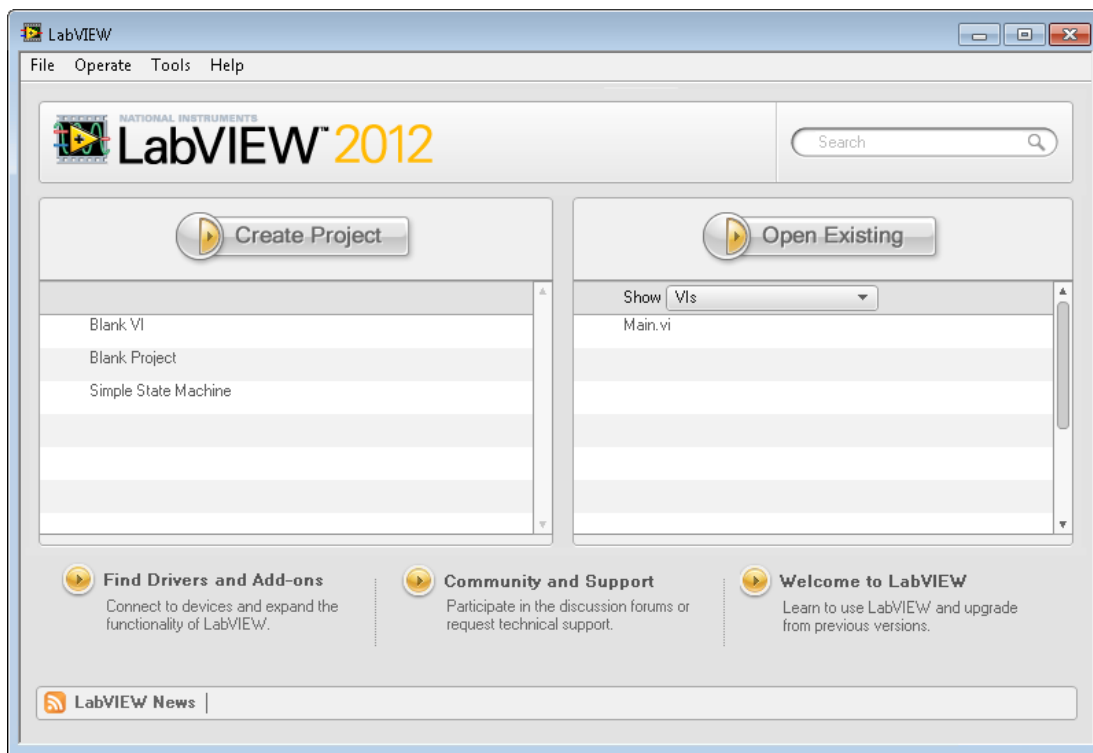 LabVIEW
File Operate Tools Help
NATIONAL INSTRUMENTS
LabVIEW™ 2012
Search
Create Project
Open Existing
Show VIs
Blank VI
Main.vi
Blank Project
Simple State Machine
Find Drivers and Add-ons
Connect to devices and expand the
functionality of LabVIEW.
Community and Support
Participate in the discussion forums or
request technical support.
Welcome to LabVIEW
Learn to use LabVIEW and upgrade
from previous versions.
LabVIEW News